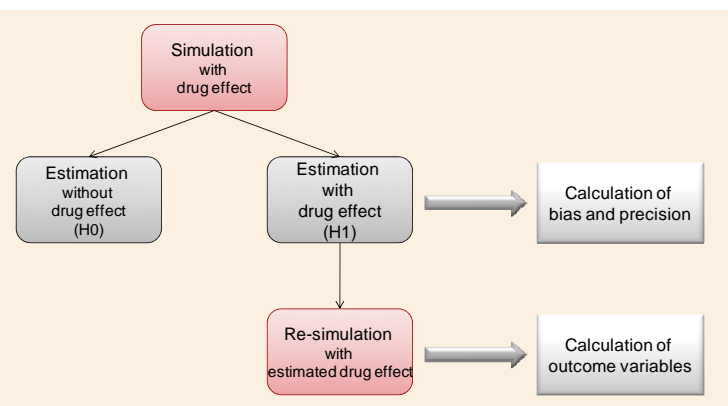 Simulation
with
drug effect
Estimation
without
drug effect
(H0)
Estimation
with
drug effect
(H1)
Calculation of
bias and precision
Re-simulation
with
estimated drug effect
Calculation of
outcome variables